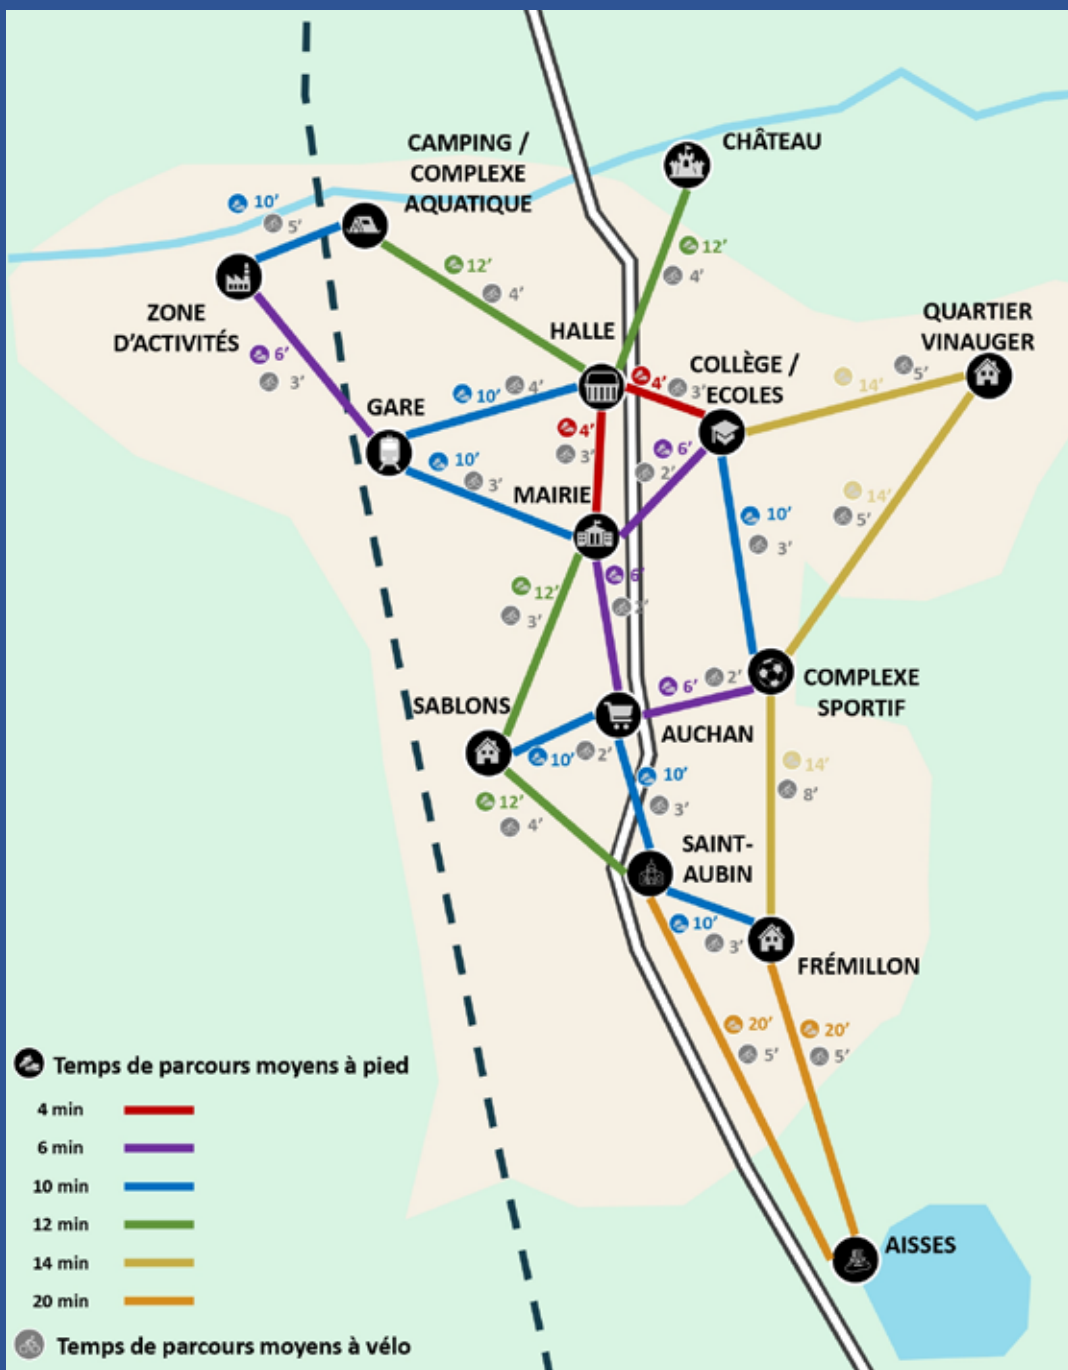 CHÂTEAU
CAMPING /
COMPLEXE
AQUATIQUE
10'
5'
12'
4'
12'
4'
ZONE
D'ACTIVITÉS
HALLE
QUARTIER
VINAUGER
6'
3'
GARE
10'
4'
4'
3'
COLLÈGE /
ECOLES
14'
5'
10'
3'
4'
3'
6'
2'
MAIRIE
14'
5'
10'
3'
12'
3'
6'
2'
SABLONS
6'
2'
COMPLEXE
SPORTIF
AUCHAN
10'
2'
10'
3'
14'
8'
12'
4'
SAINT-
AUBIN
10'
3'
FRÉMILLON
20'
5'
20'
5'
AISSES
Temps de parcours moyens à pied
4 min
6 min
10 min
12 min
14 min
20 min
Temps de parcours moyens à vélo